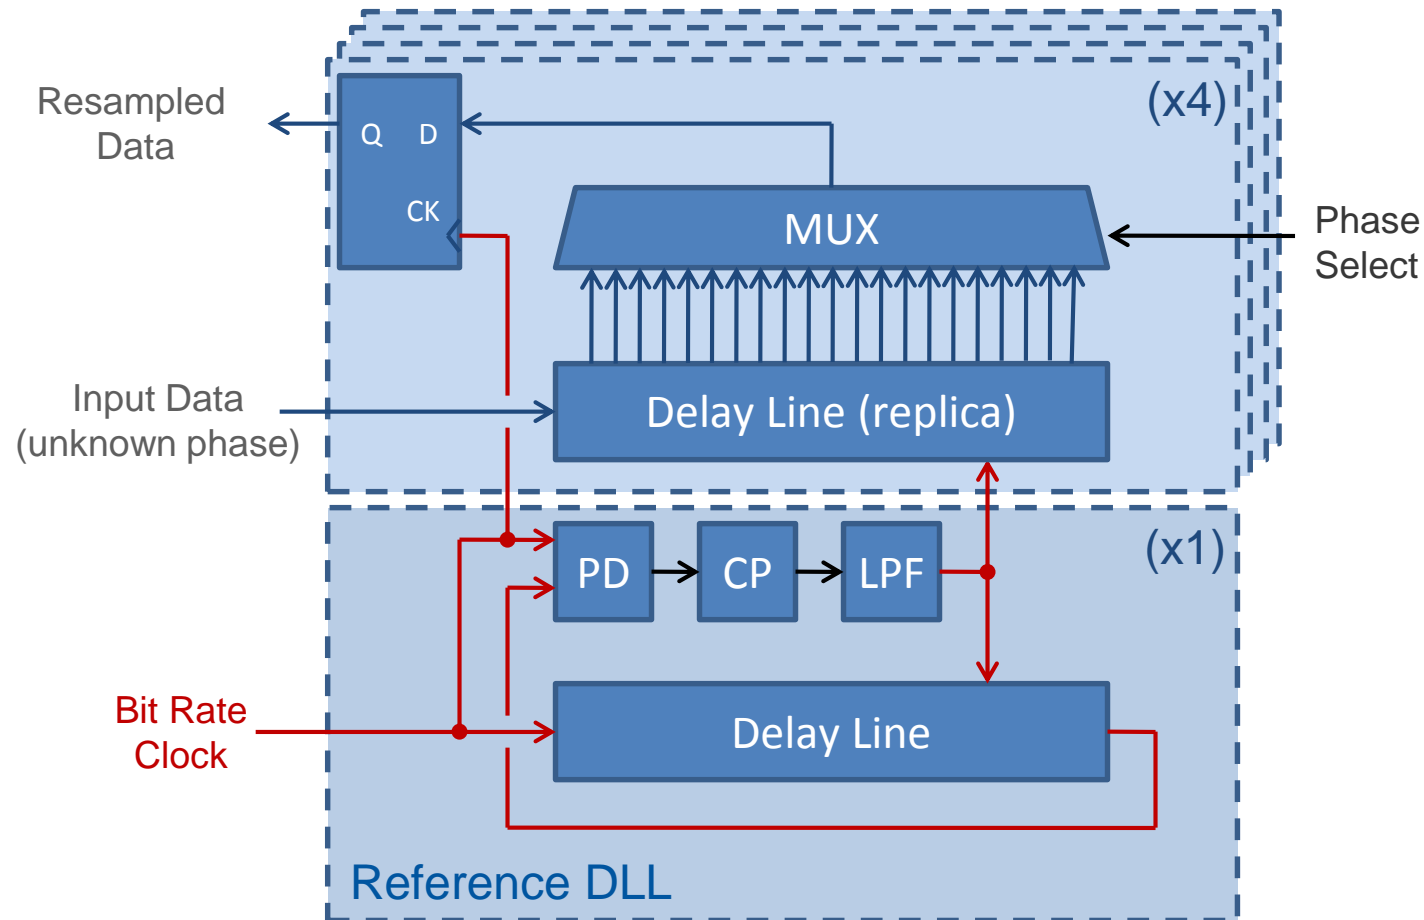 (x4)
Resampled
Data
Q D
CK
MUX
Phase
Select
Input Data
(unknown phase)
Delay Line (replica)
(x1)
PD
CP
LPF
Bit Rate
Clock
Delay Line
Reference DLL